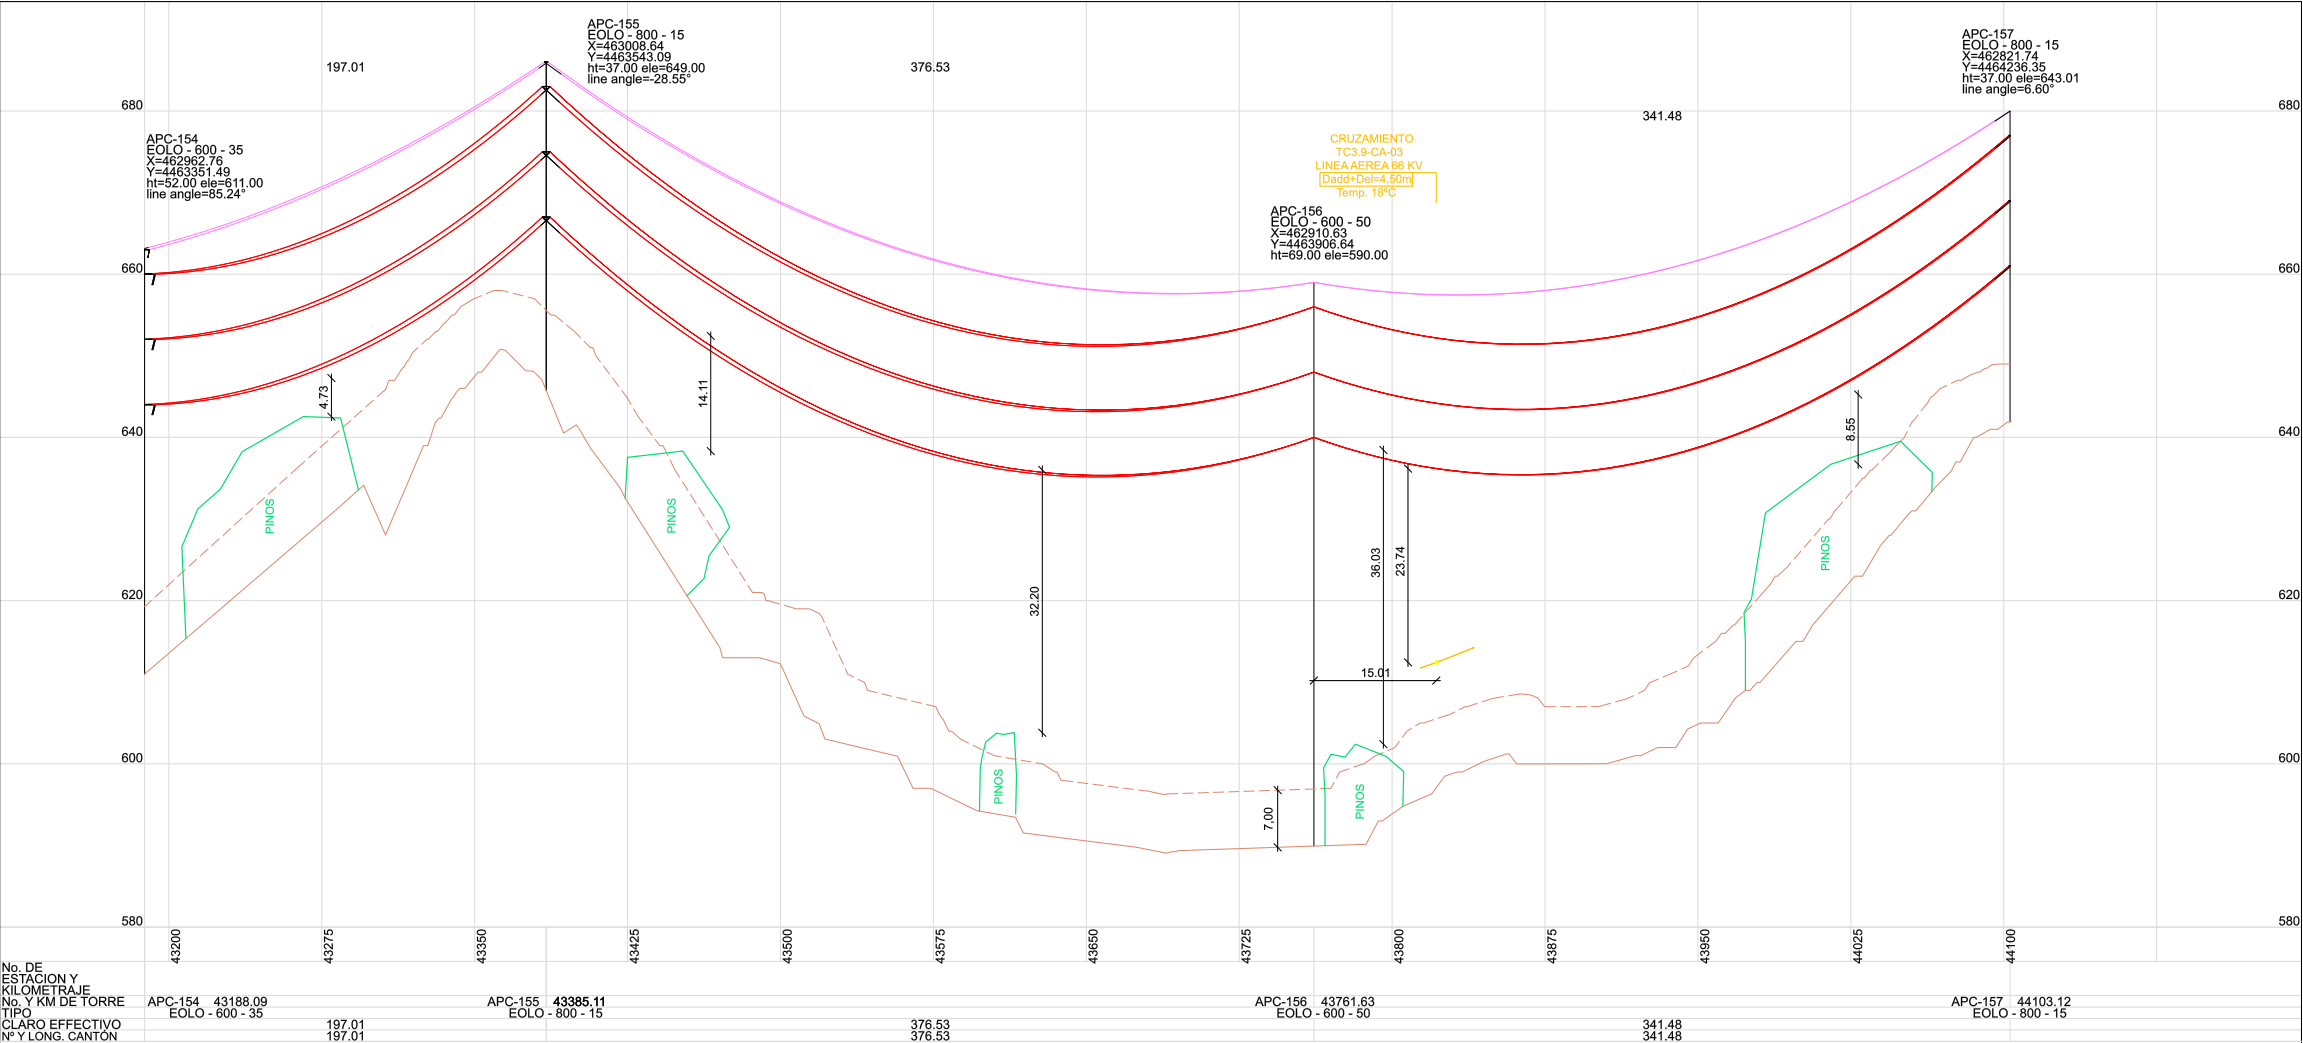 APC-155
EOLO - 800 - 15
X=463008.64
Y=4463543.09
ht=37.00 ele=649.00
line angle=-28.55°
197.01
376.53
APC-157
EOLO - 800 - 15
X=462821.74
Y=4464236.35
ht=37.00 ele=643.01
line angle=6.60°
341.48
680
680
APC-154
EOLO - 600 - 35
X=462962.76
Y=4463351.49
ht=52.00 ele=611.00
line angle=85.24°
CRUZAMIENTO
TC3.9-CA-03
LINEA AEREA 66 KV
Dadd+Del=4,50m
Temp. 18ºC
APC-156
EOLO - 600 - 50
X=462910.63
Y=4463906.64
ht=69.00 ele=590.00
660
660
4.73
14.11
8.55
640
640
PINOS
PINOS
PINOS
32.20
36.03
23.74
620
620
15.01
600
600
PINOS
PINOS
7,00
580
580
43200
43275
43350
43425
43500
43575
43650
43725
43800
43875
43950
44025
44100
No. DE
ESTACION Y
KILOMETRAJE
No. Y KM DE TORRE APC-154 43188.09 APC-155 43385.11 APC-156 43761.63 APC-157 44103.12
TIPO EOLO - 600 - 35 EOLO - 800 - 15 EOLO - 600 - 50 EOLO - 800 - 15
CLARO EFFECTIVO 197.01 376.53 341.48
Nº Y LONG. CANTÓN 197.01 376.53 341.48